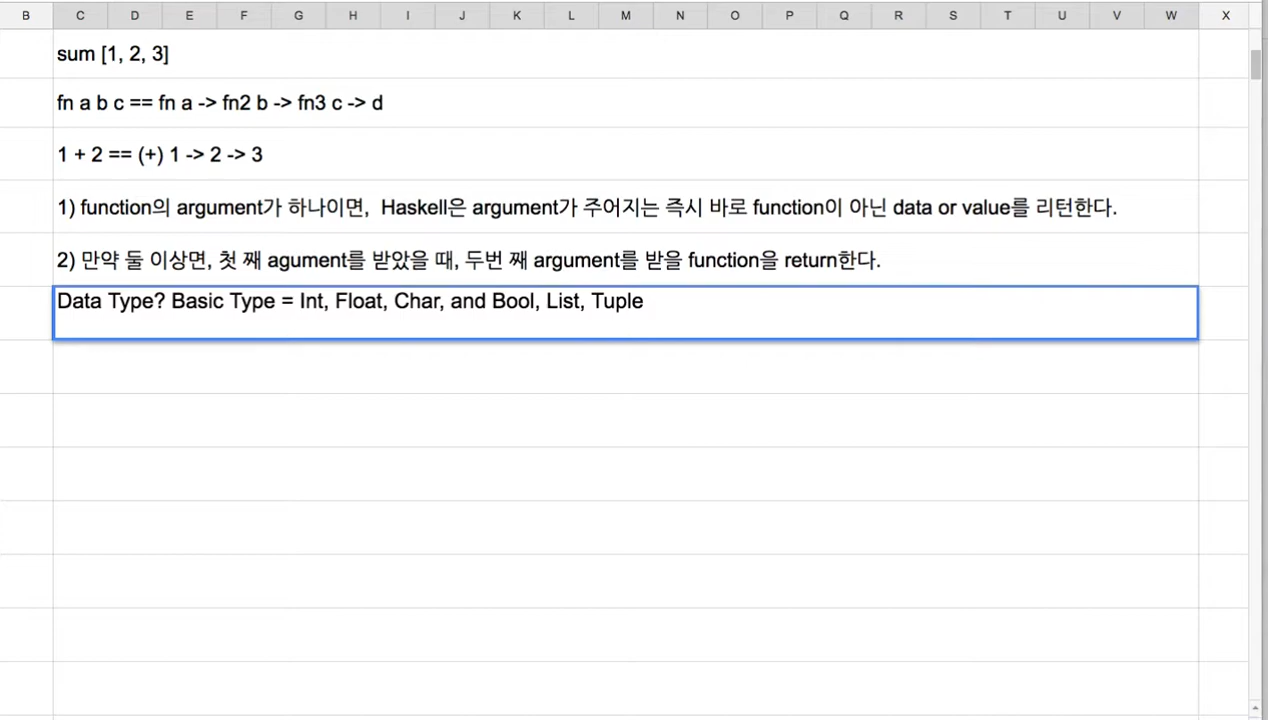 B C D E F G H I J K L M N O P Q R S T U V W X
sum [1, 2, 3]
fn a b c == fn a -> fn2 b -> fn3 c -> d
1 + 2 == (+) 1 -> 2 -> 3
1) function의 argument가 하나이면, Haskell은 argument가 주어지는 즉시 바로 function이 아닌 data or value를 리턴한다.
2) 만약 둘 이상면, 첫 째 agument를 받았을 때, 두번 째 argument를 받을 function을 return한다.
Data Type? Basic Type = Int, Float, Char, and Bool, List, Tuple